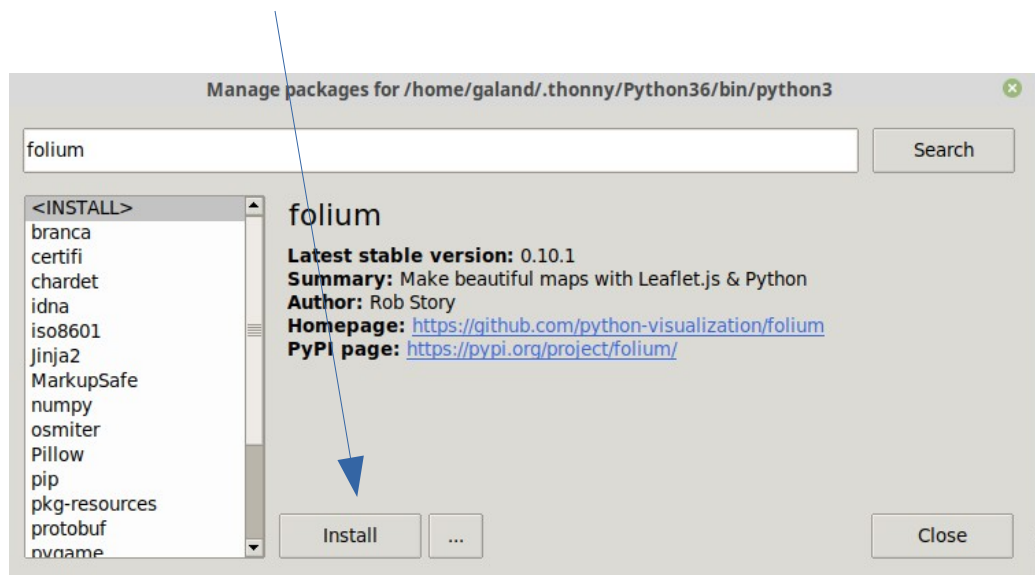 Manage packages for /home/galand/.thonny/Python36/bin/python3
folium
Search
<INSTALL>
branca
certifi
chardet
idna
iso8601
Jinja2
MarkupSafe
numpy
osmiter
Pillow
pip
pkg-resources
protobuf
pygame
folium
Latest stable version: 0.10.1
Summary: Make beautiful maps with Leaflet.js & Python
Author: Rob Story
Homepage: https://github.com/python-visualization/folium
PyPI page: https://pypi.org/project/folium/
Install
...
Close